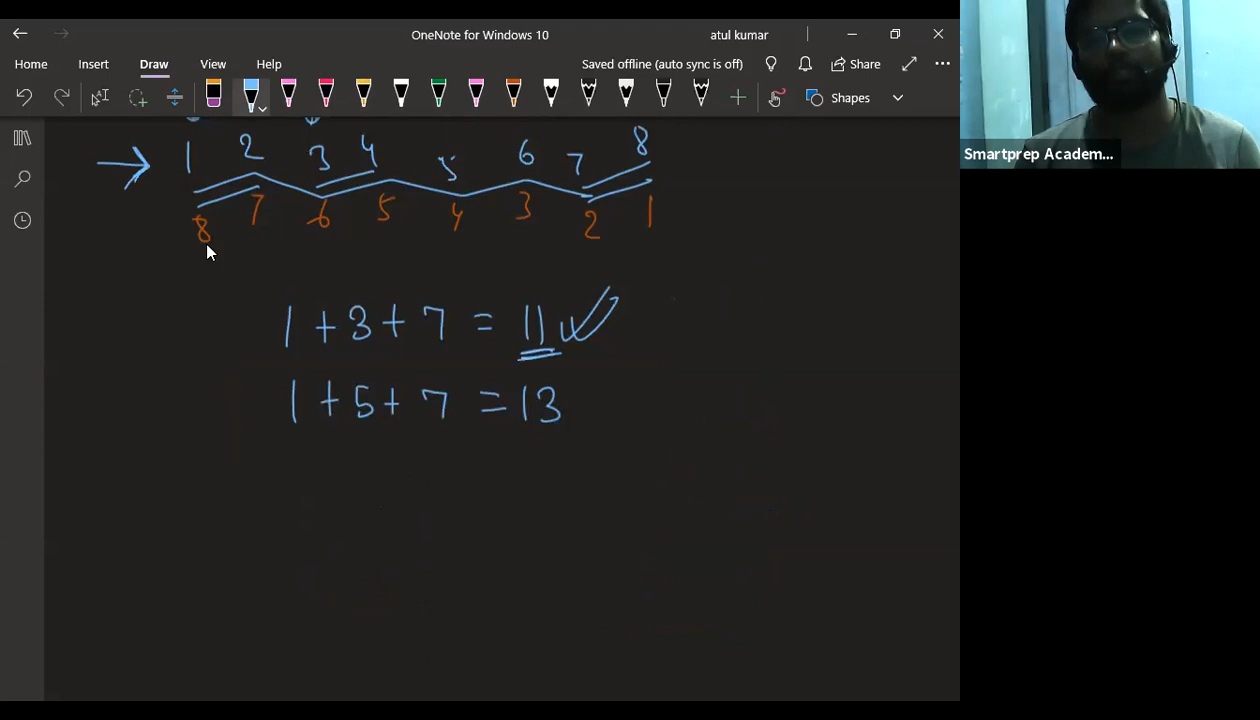 OneNote for Windows 10
atul kumar
Home Insert Draw View Help
Saved offline (auto sync is off)
Share
Shapes
Smartprep Academ...
1 2 3 4 5 6 7 8
8 7 6 5 4 3 2 1
1 + 3 + 7 = 11
1 + 5 + 7 = 13